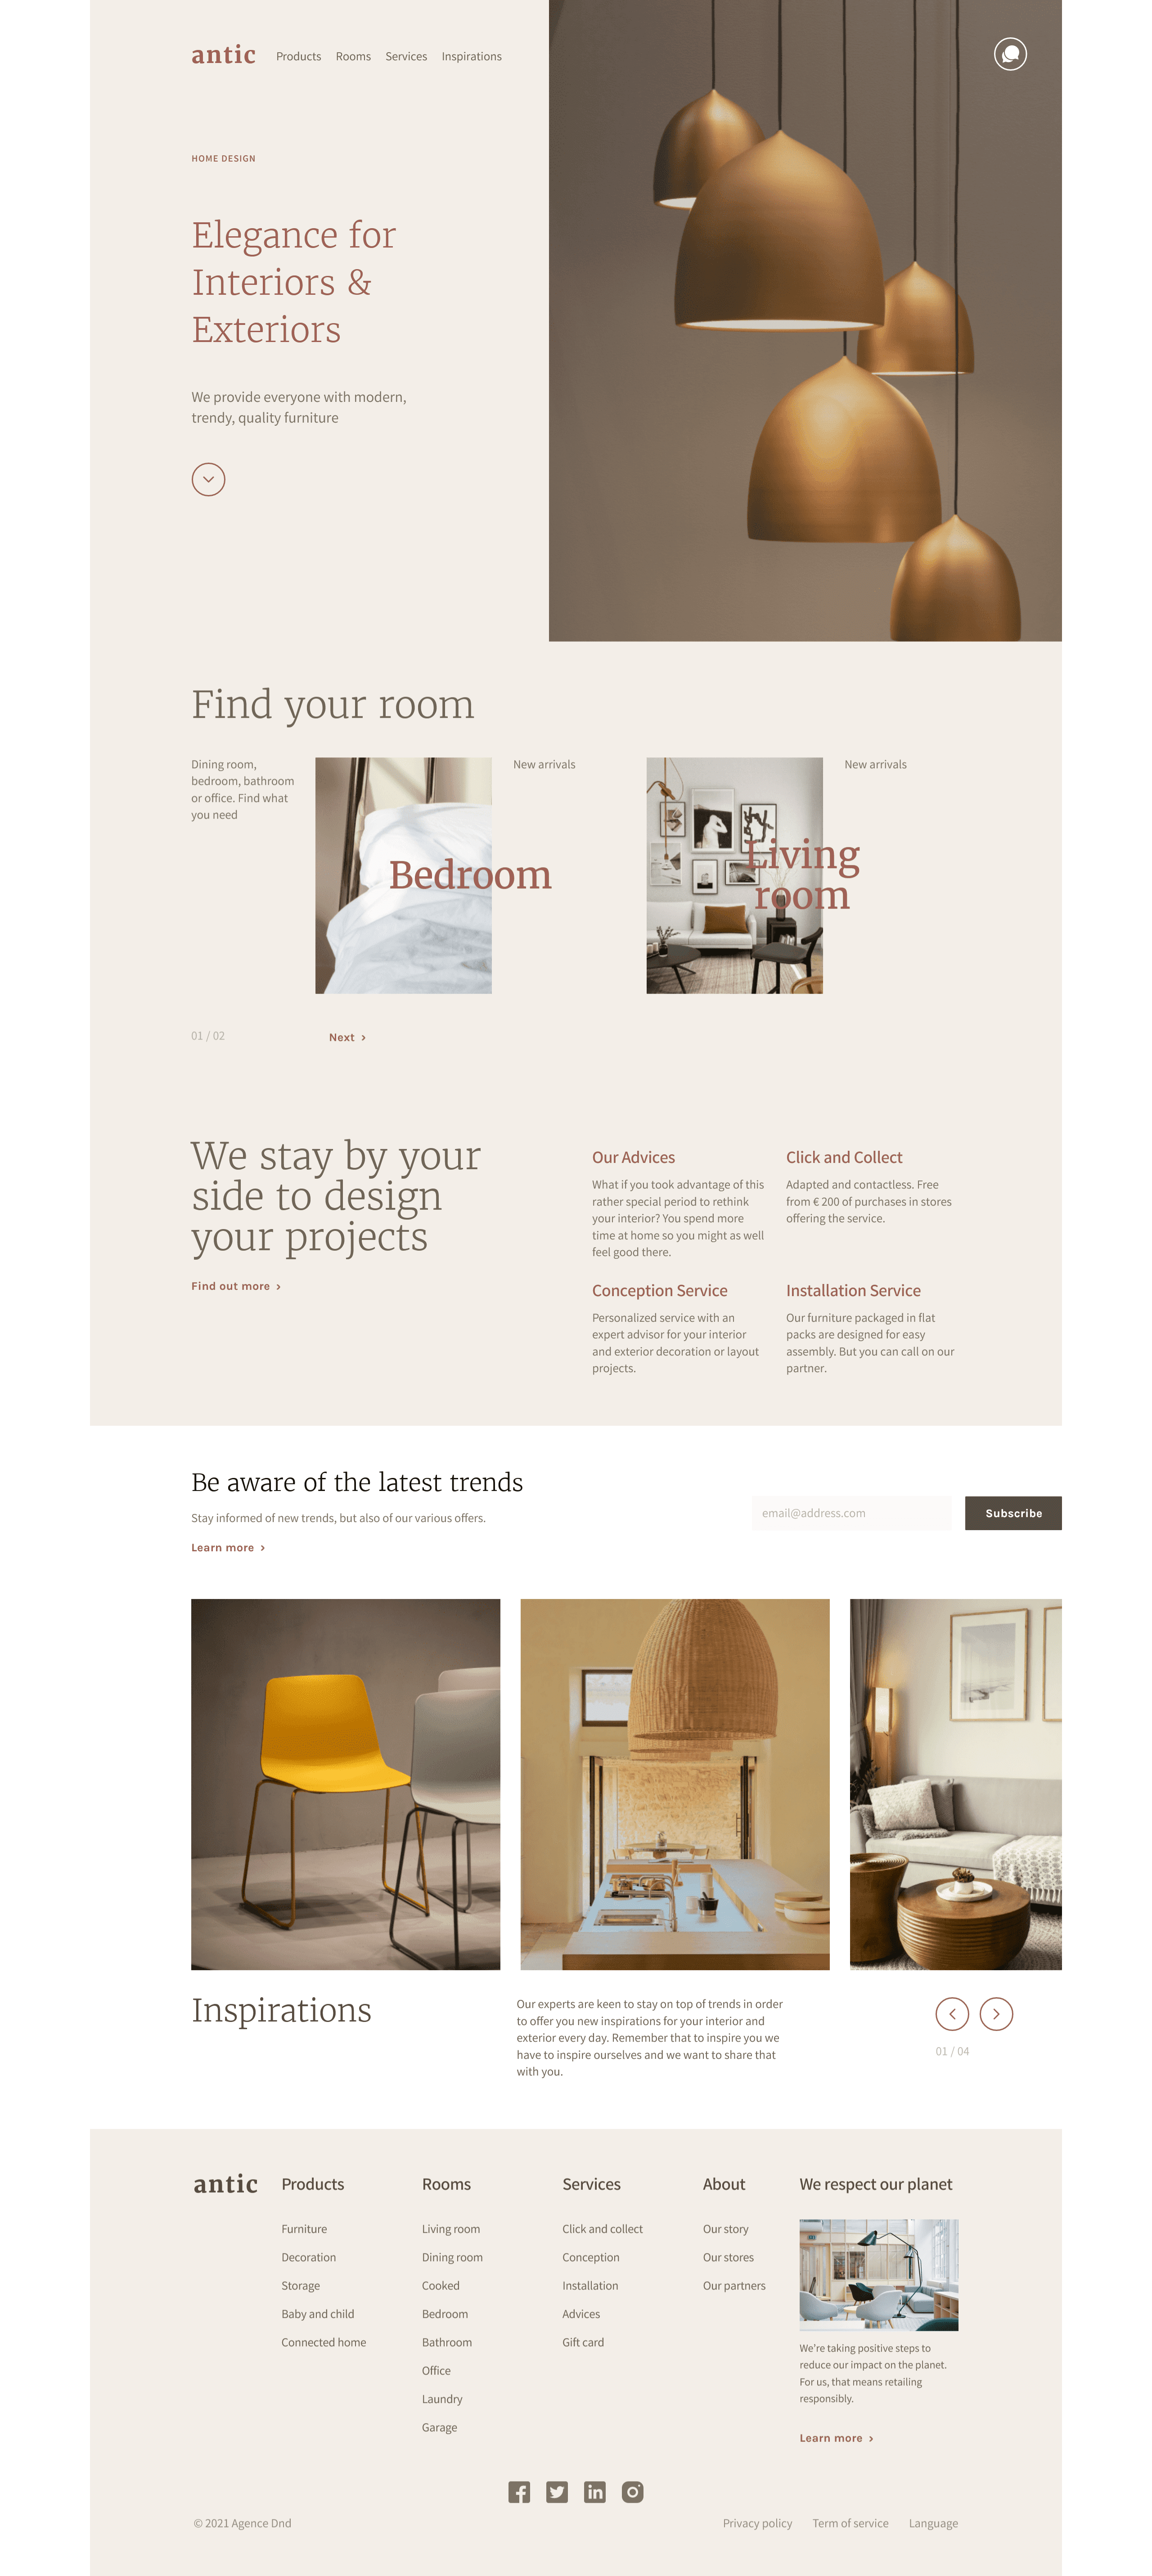 antic
Products
Rooms
Services
Inspirations
HOME DESIGN
Elegance for
Interiors &
Exteriors
We provide everyone with modern,
trendy, quality furniture
Find your room
Dining room,
bedroom, bathroom
or office. Find what
you need
Bedroom
New arrivals
Living
room
New arrivals
01 / 02
Next
We stay by your
side to design
your projects
Find out more
Our Advices
What if you took advantage of this
rather special period to rethink
your interior? You spend more
time at home so you might as well
feel good there.
Click and Collect
Adapted and contactless. Free
from € 200 of purchases in stores
offering the service.
Conception Service
Personalized service with an
expert advisor for your interior
and exterior decoration or layout
projects.
Installation Service
Our furniture packaged in flat
packs are designed for easy
assembly. But you can call on our
partner.
Be aware of the latest trends
Stay informed of new trends, but also of our various offers.
Learn more
email@address.com
Subscribe
Inspirations
Our experts are keen to stay on top of trends in order
to offer you new inspirations for your interior and
exterior every day. Remember that to inspire you we
have to inspire ourselves and we want to share that
with you.
01 / 04
antic
Products
Furniture
Decoration
Storage
Baby and child
Connected home
Rooms
Living room
Dining room
Cooked
Bedroom
Bathroom
Office
Laundry
Garage
Services
Click and collect
Conception
Installation
Advices
Gift card
About
Our story
Our stores
Our partners
We respect our planet
We're taking positive steps to
reduce our impact on the planet.
For us, that means retailing
responsibly.
Learn more
© 2021 Agence Dnd
Privacy policy
Term of service
Language